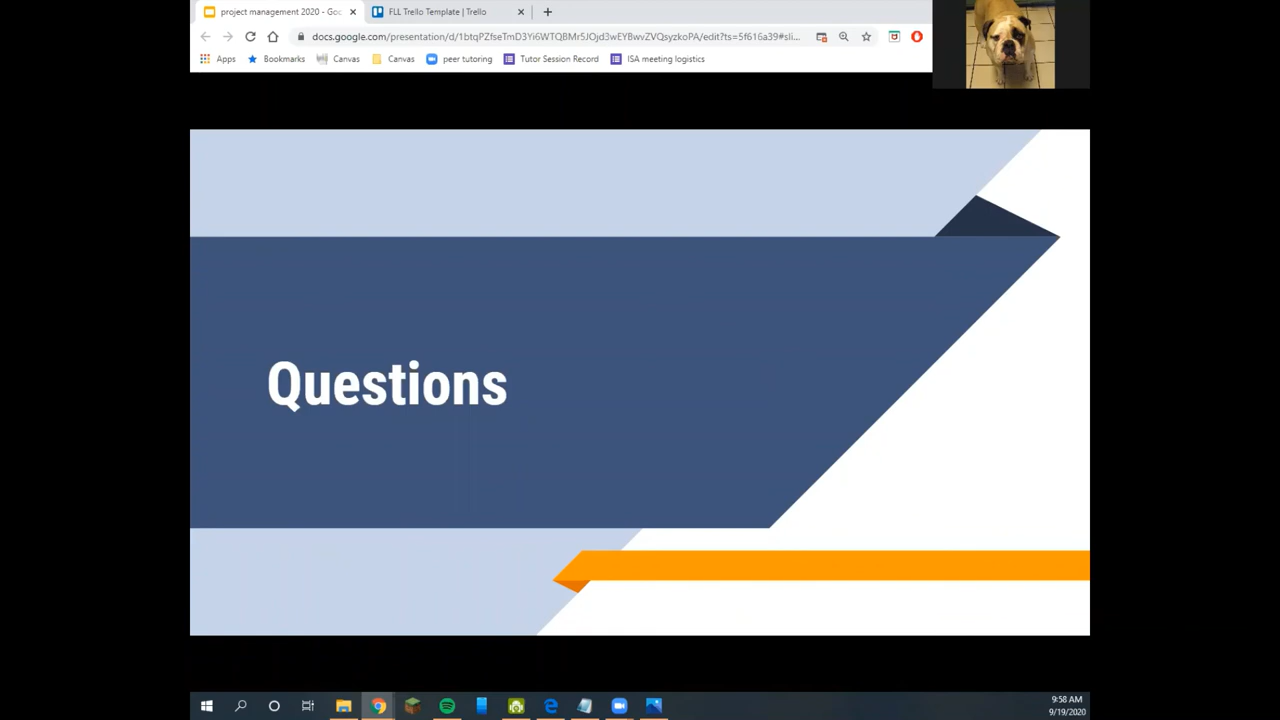 project management 2020 - Goo
FLL Trello Template | Trello
docs.google.com/presentation/d/1btqPZfseTmD3Yi6WTQBMr5JOjd3wEYBwvZVQsyzkoPA/edit?ts=5f616a39#sli...
Apps
Bookmarks
Canvas
Canvas
peer tutoring
Tutor Session Record
ISA meeting logistics
Questions
9:58 AM
9/19/2020